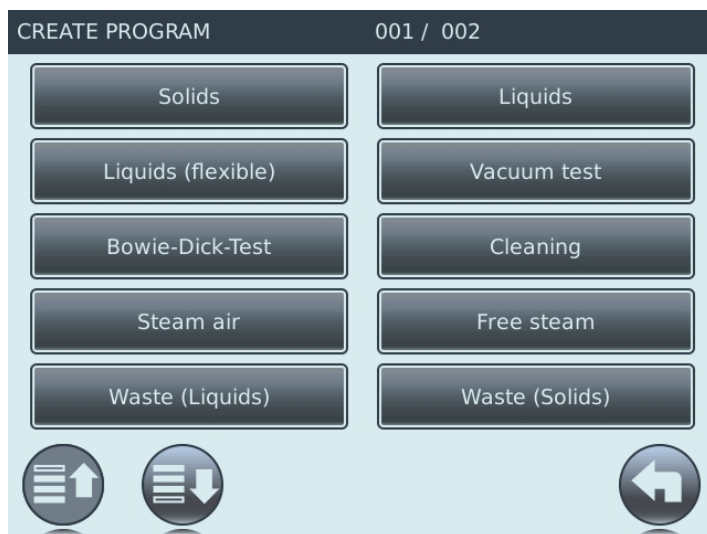 CREATE PROGRAM 001 / 002
Solids Liquids
Liquids (flexible) Vacuum test
Bowie-Dick-Test Cleaning
Steam air Free steam
Waste (Liquids) Waste (Solids)